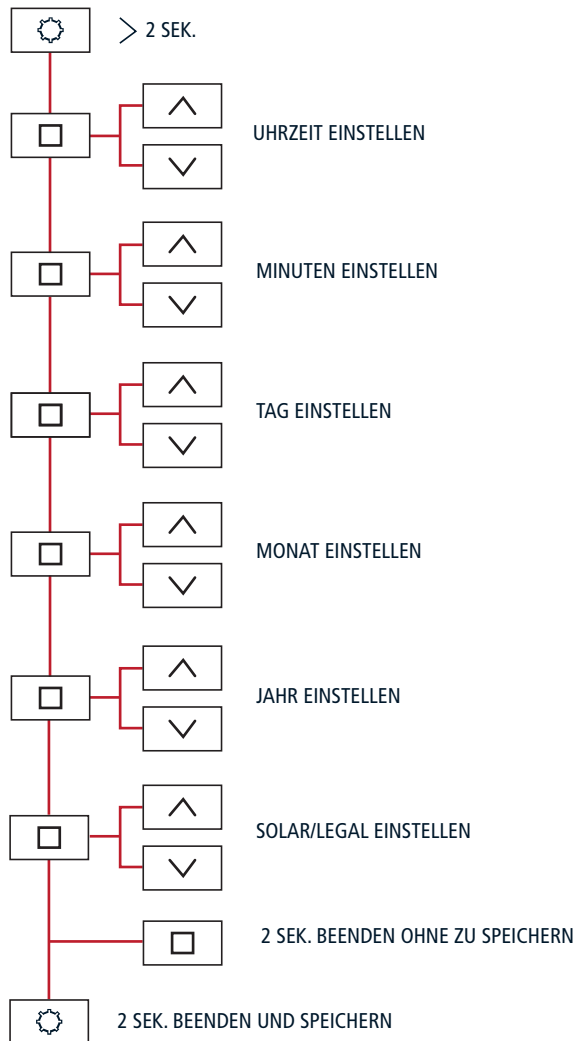 > 2 SEK.
UHRZEIT EINSTELLEN
MINUTEN EINSTELLEN
TAG EINSTELLEN
MONAT EINSTELLEN
JAHR EINSTELLEN
SOLAR/LEGAL EINSTELLEN
2 SEK. BEENDEN OHNE ZU SPEICHERN
2 SEK. BEENDEN UND SPEICHERN